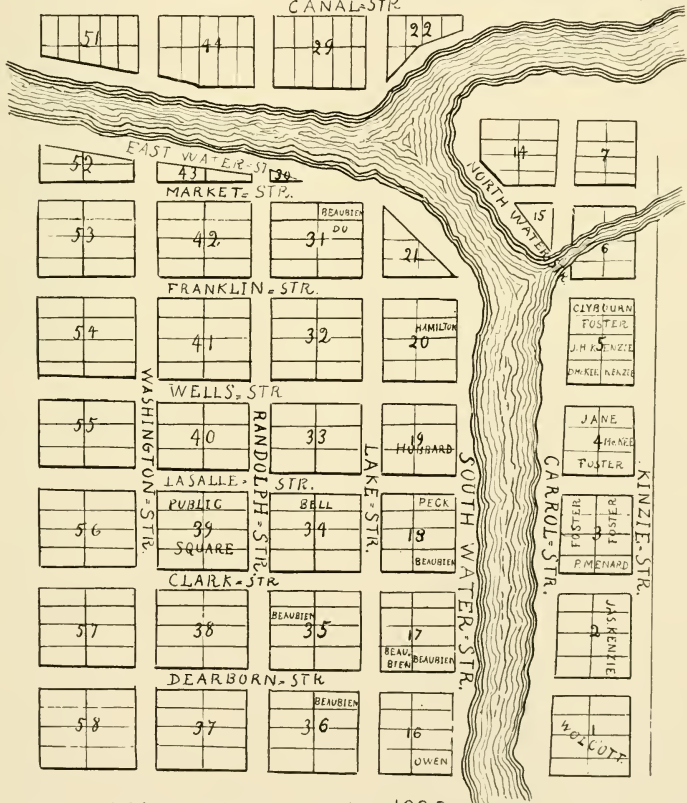 CANAL=STR
51
44
29
22
14
7
EAST WATER=ST
52
43
30
MARKET=STR.
NORTH WATER=STR.
15
6
53
42
BEAUBIEN
DU
31
21
FRANKLIN=STR.
54
41
32
HAMILTON
20
CLYBOURN
FOSTER
J.H KENZIE
5
KENZIE
WELLS=STR
55
40
33
19
HUBBARD
JANE
4 McKEE
FOSTER
WASHINGTON=STR.
RANDOLPH=STR
LAKE=STR.
SOUTH WATER=STR.
CARROL=STR.
KINZIE=STR.
LASALLE=STR.
56
PUBLIC
39
SQUARE
BELL
34
PECK
18
BEAUBIEN
FOSTER
3
FOSTER
P. MENARD
CLARK=STR
57
38
BEAUBIEN
35
17
BEAU.
BIEN
BEAUBIEN
2
JAS. KENZIE
DEARBORN=STR
58
37
BEAUBIEN
36
16
OWEN
1
WOLCOTT.